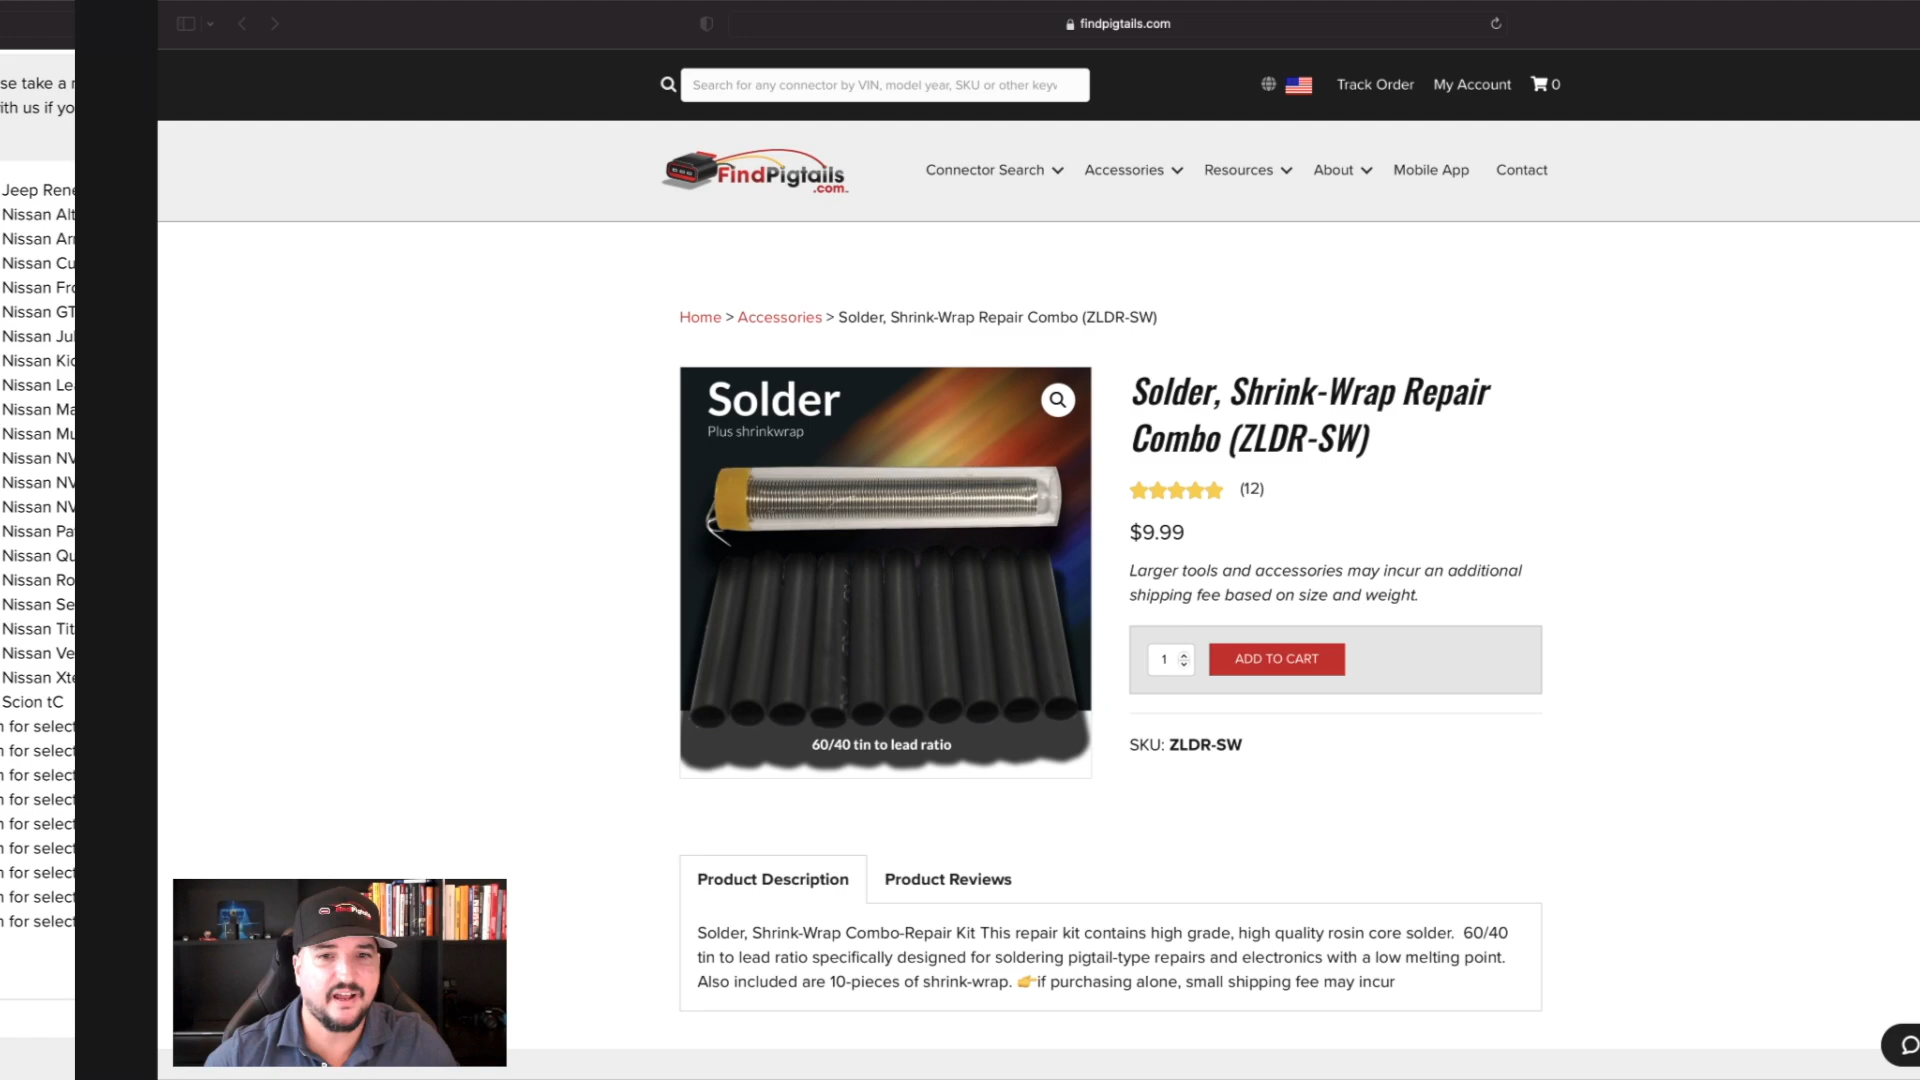 findpigtails.com
Search for any connector by VIN, model year, SKU or other keyw
Track Order
My Account
0
FindPigtails
.com
Connector Search
Accessories
Resources
About
Mobile App
Contact
Home > Accessories > Solder, Shrink-Wrap Repair Combo (ZLDR-SW)
Solder
Plus shrinkwrap
60/40 tin to lead ratio
Solder, Shrink-Wrap Repair
Combo (ZLDR-SW)
(12)
$9.99
Larger tools and accessories may incur an additional
shipping fee based on size and weight.
1
ADD TO CART
SKU: ZLDR-SW
Product Description
Product Reviews
Solder, Shrink-Wrap Combo-Repair Kit This repair kit contains high grade, high quality rosin core solder. 60/40
tin to lead ratio specifically designed for soldering pigtail-type repairs and electronics with a low melting point.
Also included are 10-pieces of shrink-wrap. 👉if purchasing alone, small shipping fee may incur
se take a
ith us if yo
Jeep Rene
Nissan Alt
Nissan Ar
Nissan Cu
Nissan Fro
Nissan GT
Nissan Ju
Nissan Kic
Nissan Le
Nissan Ma
Nissan Mu
Nissan NV
Nissan NV
Nissan NV
Nissan Pa
Nissan Qu
Nissan Ro
Nissan Se
Nissan Tit
Nissan Ve
Nissan Xte
Scion tC
for select
for select
for select
for select
for select
for select
for select
for select
for select